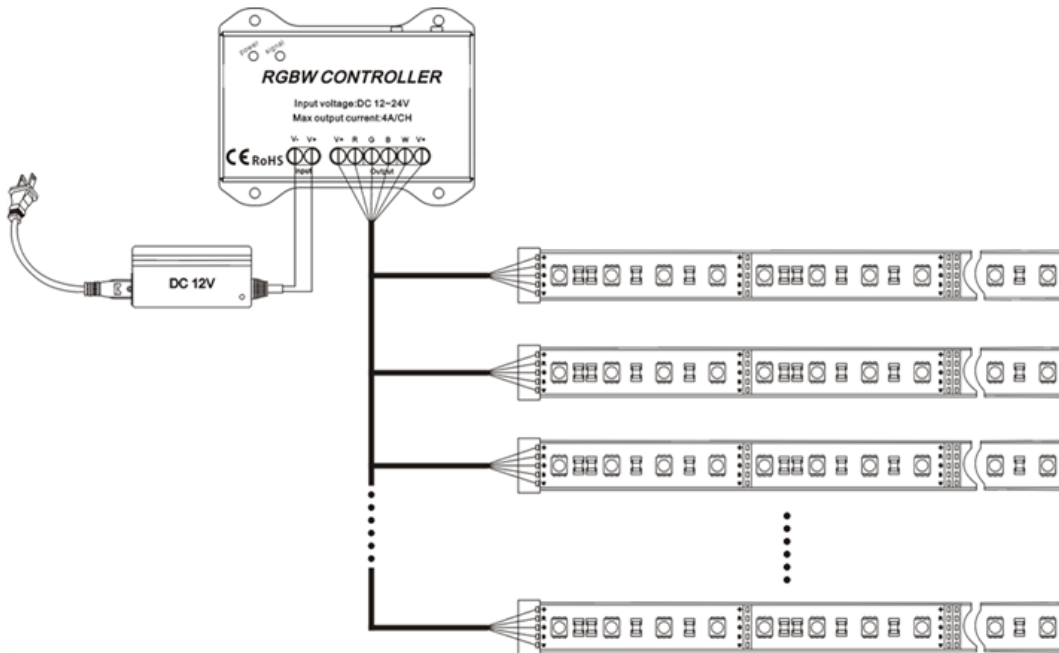 power signal
RGBW CONTROLLER
Input voltage:DC 12~24V
Max output current:4A/CH
V- V+ V+ R G B W V+
CE RoHS
Input Output
DC 12V